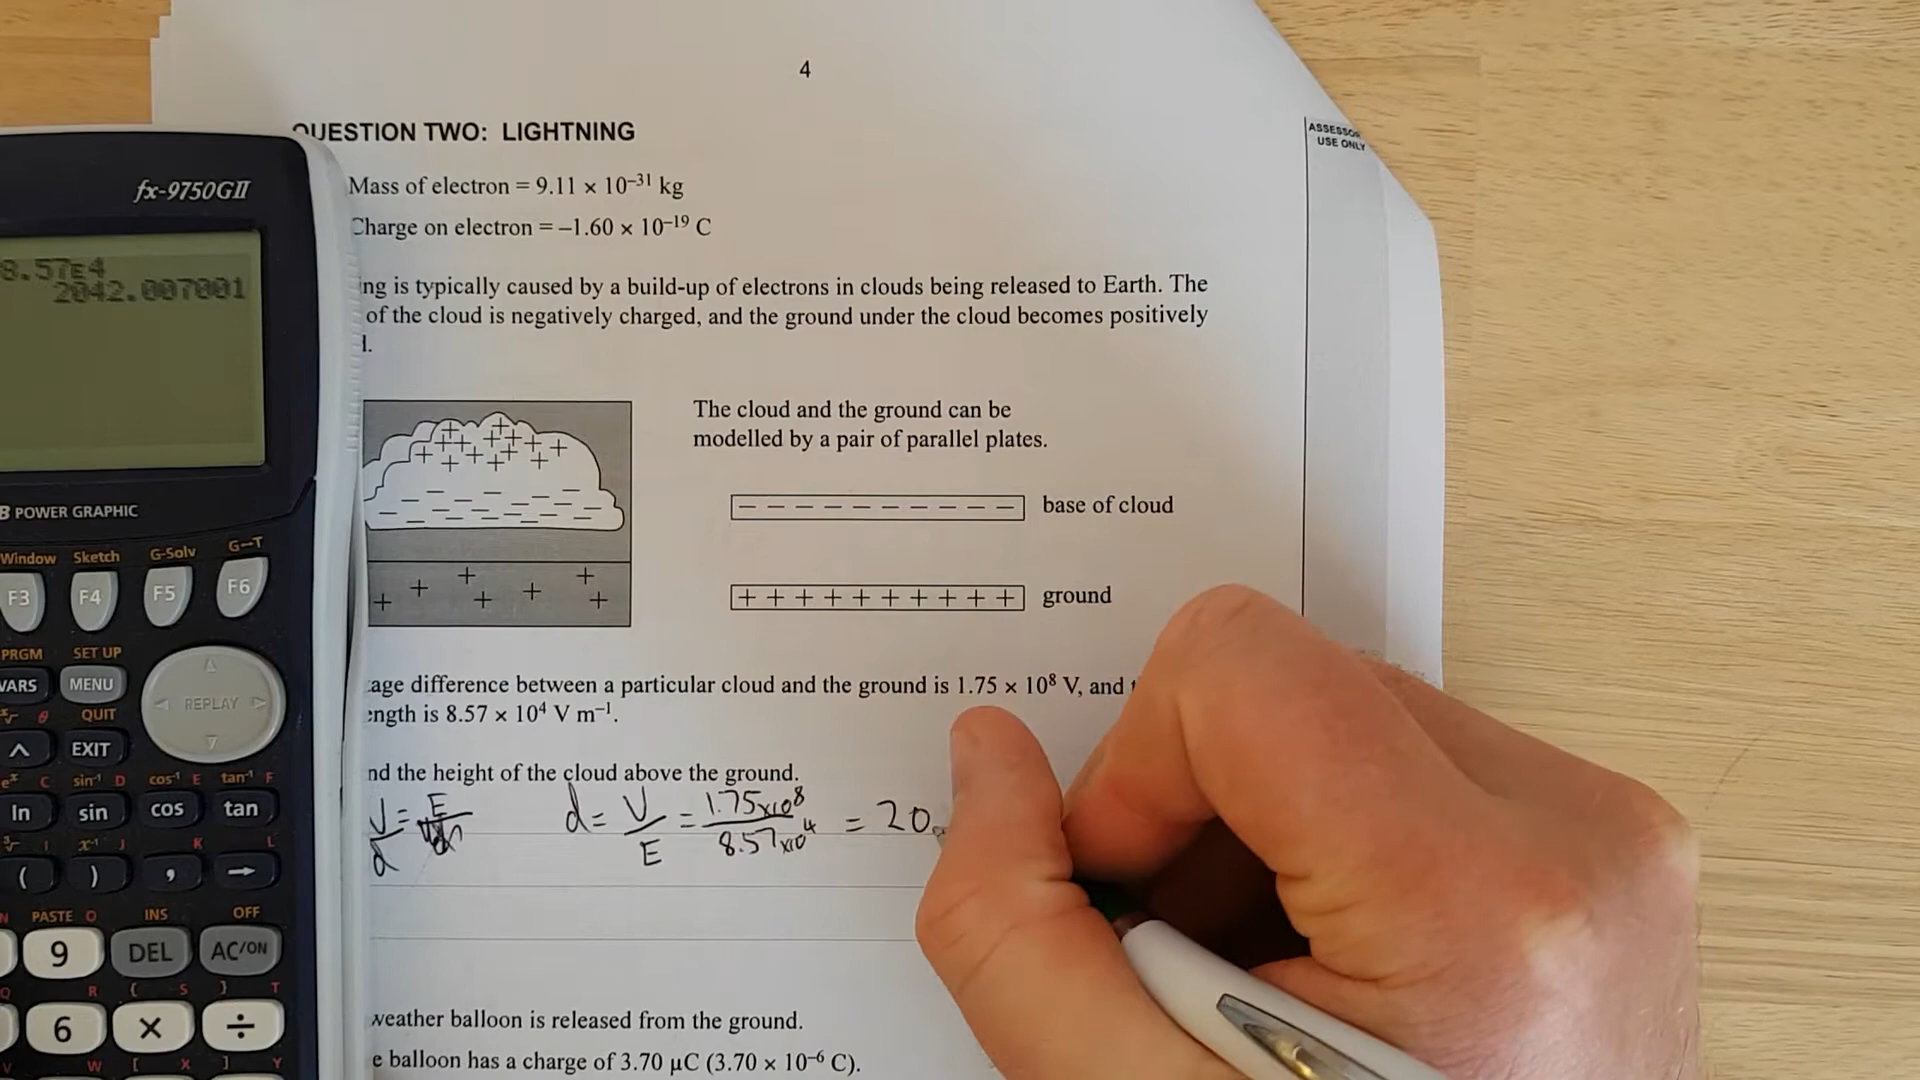 4
ASSESSOR
USE ONLY
QUESTION TWO: LIGHTNING
Mass of electron = 9.11 × 10⁻³¹ kg
Charge on electron = –1.60 × 10⁻¹⁹ C
ing is typically caused by a build-up of electrons in clouds being released to Earth. The
of the cloud is negatively charged, and the ground under the cloud becomes positively
d.
The cloud and the ground can be
modelled by a pair of parallel plates.
base of cloud
ground
tage difference between a particular cloud and the ground is 1.75 × 10⁸ V, and
ength is 8.57 × 10⁴ V m⁻¹.
nd the height of the cloud above the ground.
V/d = E
d = V/E = 1.75×10⁸/8.57×10⁴ = 20
weather balloon is released from the ground.
e balloon has a charge of 3.70 μC (3.70 × 10⁻⁶ C).
fx-9750GII
8.57E4
2042.007001
B POWER GRAPHIC
Window Sketch G-Solv G↔T
F3 F4 F5 F6
PRGM SET UP
VARS MENU REPLAY
θ QUIT
^ EXIT
eˣ C sin⁻¹ D cos⁻¹ E tan⁻¹ F
ln sin cos tan
I x⁻¹ J K L
( ) , →
N PASTE O INS OFF
9 DEL AC/ON
Q R { S } T
6 × ÷
V W [ X ] Y